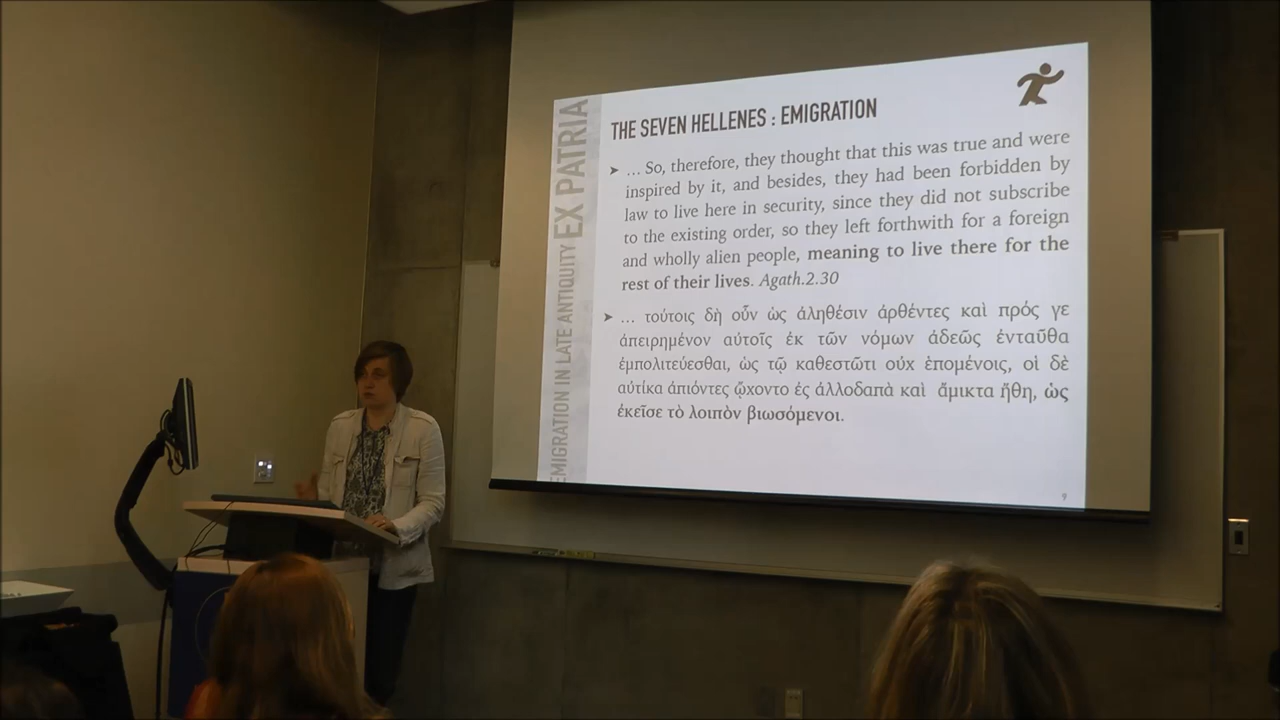 EMIGRATION IN LATE ANTIQUITY EX PATRIA
THE SEVEN HELLENES : EMIGRATION
➤ … So, therefore, they thought that this was true and were
inspired by it, and besides, they had been forbidden by
law to live here in security, since they did not subscribe
to the existing order, so they left forthwith for a foreign
and wholly alien people, meaning to live there for the
rest of their lives. Agath.2.30
➤ … τούτοις δὴ οὖν ὡς ἀληθέσιν ἀρθέντες καὶ πρός γε
ἀπειρημένον αὐτοῖς ἐκ τῶν νόμων ἀδεῶς ἐνταῦθα
ἐμπολιτεύεσθαι, ὡς τῷ καθεστῶτι οὐχ ἑπομένοις, οἱ δὲ
αὐτίκα ἀπιόντες ᾤχοντο ἐς ἀλλοδαπὰ καὶ ἄμικτα ἤθη, ὡς
ἐκεῖσε τὸ λοιπὸν βιωσόμενοι.
9